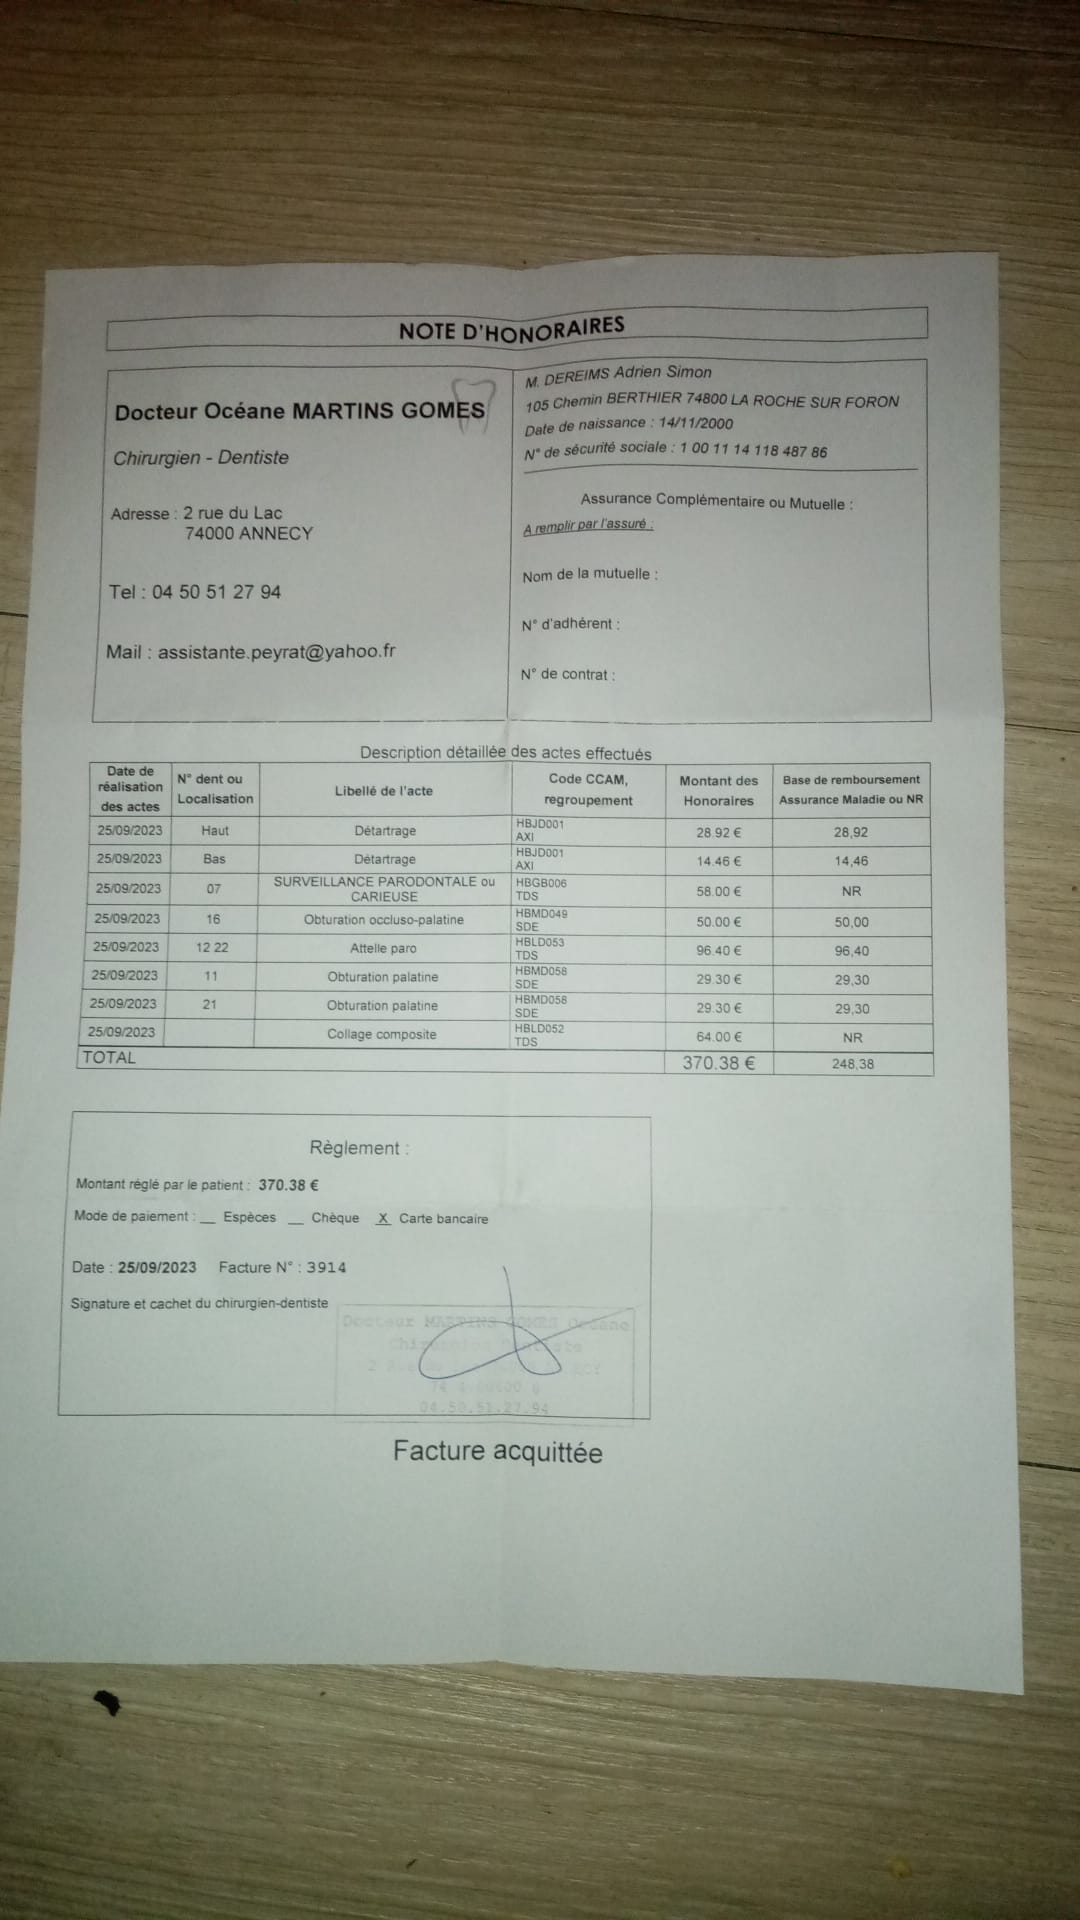 NOTE D'HONORAIRES
Docteur Océane MARTINS GOMES
Chirurgien - Dentiste
Adresse : 2 rue du Lac
74000 ANNECY
Tel : 04 50 51 27 94
Mail : assistante.peyrat@yahoo.fr
M. DEREIMS Adrien Simon
105 Chemin BERTHIER 74800 LA ROCHE SUR FORON
Date de naissance : 14/11/2000
N° de sécurité sociale : 1 00 11 14 118 487 86
Assurance Complémentaire ou Mutuelle :
A remplir par l'assuré :
Nom de la mutuelle :
N° d'adhérent :
N° de contrat :
Description détaillée des actes effectués
Date de réalisation des actes N° dent ou Localisation Libellé de l'acte Code CCAM, regroupement Montant des Honoraires Base de remboursement Assurance Maladie ou NR
25/09/2023 Haut Détartrage HBJD001 AXI 28.92 € 28,92
25/09/2023 Bas Détartrage HBJD001 AXI 14.46 € 14,46
25/09/2023 07 SURVEILLANCE PARODONTALE ou CARIEUSE HBGB006 TDS 58.00 € NR
25/09/2023 16 Obturation occluso-palatine HBMD049 SDE 50.00 € 50,00
25/09/2023 12 22 Attelle paro HBLD053 TDS 96.40 € 96,40
25/09/2023 11 Obturation palatine HBMD058 SDE 29.30 € 29,30
25/09/2023 21 Obturation palatine HBMD058 SDE 29.30 € 29,30
25/09/2023 Collage composite HBLD052 TDS 64.00 € NR
TOTAL 370.38 € 248,38
Règlement :
Montant réglé par le patient : 370.38 €
Mode de paiement : __ Espèces __ Chèque X Carte bancaire
Date : 25/09/2023 Facture N° : 3914
Signature et cachet du chirurgien-dentiste
Docteur MARTINS GOMES Océane
Chirurgien Dentiste
2 ANNECY
74
04.50.51.27.94
Facture acquittée